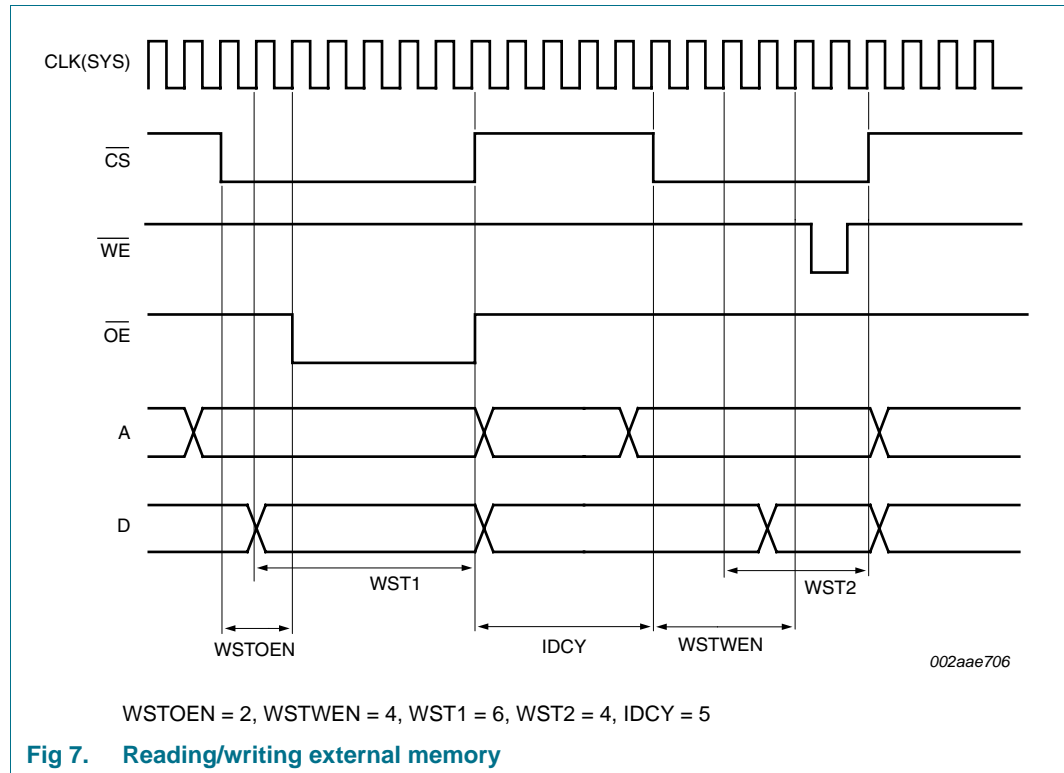 CLK(SYS)
CS
WE
OE
A
D
WST1
WST2
WSTOEN
IDCY
WSTWEN
002aae706
WSTOEN = 2, WSTWEN = 4, WST1 = 6, WST2 = 4, IDCY = 5
Fig 7. Reading/writing external memory